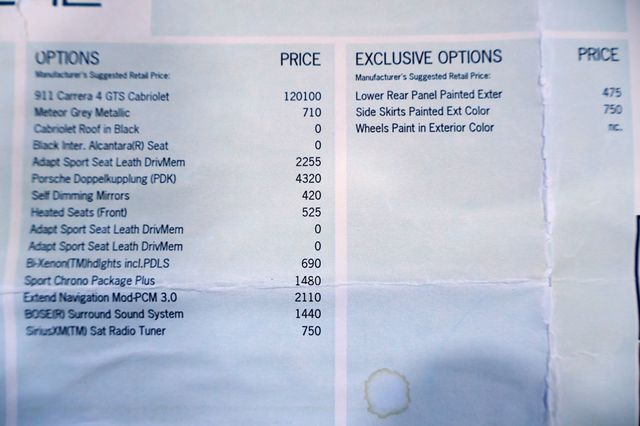 OPTIONS PRICE
Manufacturer's Suggested Retail Price:
911 Carrera 4 GTS Cabriolet 120100
Meteor Grey Metallic 710
Cabriolet Roof in Black 0
Black Inter. Alcantara(R) Seat 0
Adapt Sport Seat Leath DrivMem 2255
Porsche Doppelkupplung (PDK) 4320
Self Dimming Mirrors 420
Heated Seats (Front) 525
Adapt Sport Seat Leath DrivMem 0
Adapt Sport Seat Leath DrivMem 0
Bi-Xenon(TM)hdlghts incl.PDLS 690
Sport Chrono Package Plus 1480
Extend Navigation Mod-PCM 3.0 2110
BOSE(R) Surround Sound System 1440
SiriusXM(TM) Sat Radio Tuner 750
EXCLUSIVE OPTIONS PRICE
Manufacturer's Suggested Retail Price:
Lower Rear Panel Painted Exter 475
Side Skirts Painted Ext Color 750
Wheels Paint in Exterior Color nc.